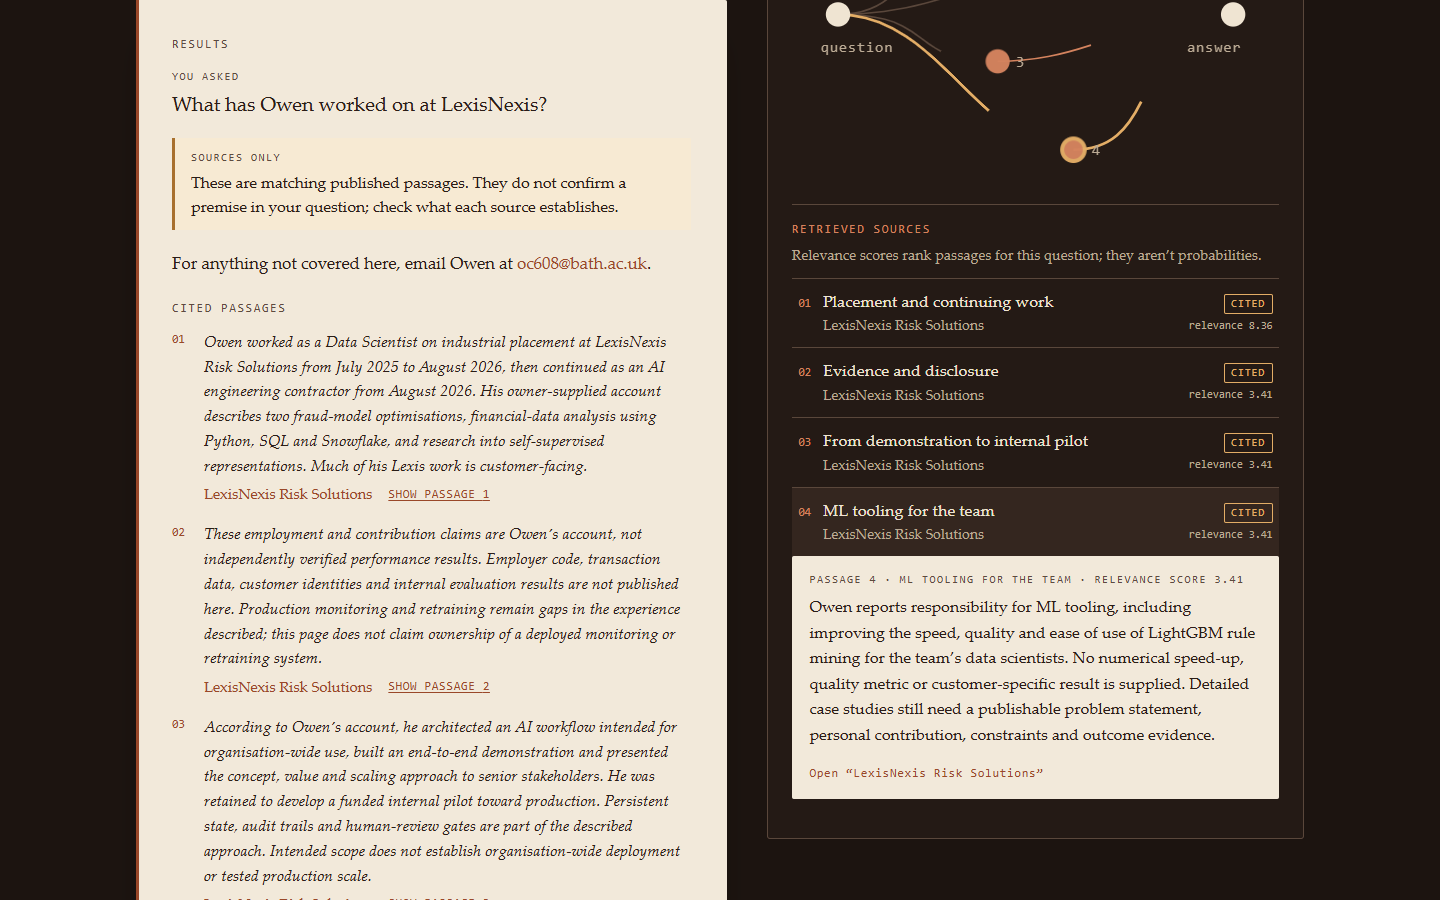 RESULTS
YOU ASKED
What has Owen worked on at LexisNexis?
SOURCES ONLY
These are matching published passages. They do not confirm a
premise in your question; check what each source establishes.
For anything not covered here, email Owen at oc608@bath.ac.uk.
CITED PASSAGES
01
Owen worked as a Data Scientist on industrial placement at LexisNexis
Risk Solutions from July 2025 to August 2026, then continued as an AI
engineering contractor from August 2026. His owner-supplied account
describes two fraud-model optimisations, financial-data analysis using
Python, SQL and Snowflake, and research into self-supervised
representations. Much of his Lexis work is customer-facing.
LexisNexis Risk Solutions SHOW PASSAGE 1
02
These employment and contribution claims are Owen's account, not
independently verified performance results. Employer code, transaction
data, customer identities and internal evaluation results are not published
here. Production monitoring and retraining remain gaps in the experience
described; this page does not claim ownership of a deployed monitoring or
retraining system.
LexisNexis Risk Solutions SHOW PASSAGE 2
03
According to Owen's account, he architected an AI workflow intended for
organisation-wide use, built an end-to-end demonstration and presented
the concept, value and scaling approach to senior stakeholders. He was
retained to develop a funded internal pilot toward production. Persistent
state, audit trails and human-review gates are part of the described
approach. Intended scope does not establish organisation-wide deployment
or tested production scale.
question
answer
3
4
RETRIEVED SOURCES
Relevance scores rank passages for this question; they aren't probabilities.
01 Placement and continuing work CITED
LexisNexis Risk Solutions relevance 8.36
02 Evidence and disclosure CITED
LexisNexis Risk Solutions relevance 3.41
03 From demonstration to internal pilot CITED
LexisNexis Risk Solutions relevance 3.41
04 ML tooling for the team CITED
LexisNexis Risk Solutions relevance 3.41
PASSAGE 4 · ML TOOLING FOR THE TEAM · RELEVANCE SCORE 3.41
Owen reports responsibility for ML tooling, including
improving the speed, quality and ease of use of LightGBM rule
mining for the team's data scientists. No numerical speed-up,
quality metric or customer-specific result is supplied. Detailed
case studies still need a publishable problem statement,
personal contribution, constraints and outcome evidence.
Open “LexisNexis Risk Solutions”